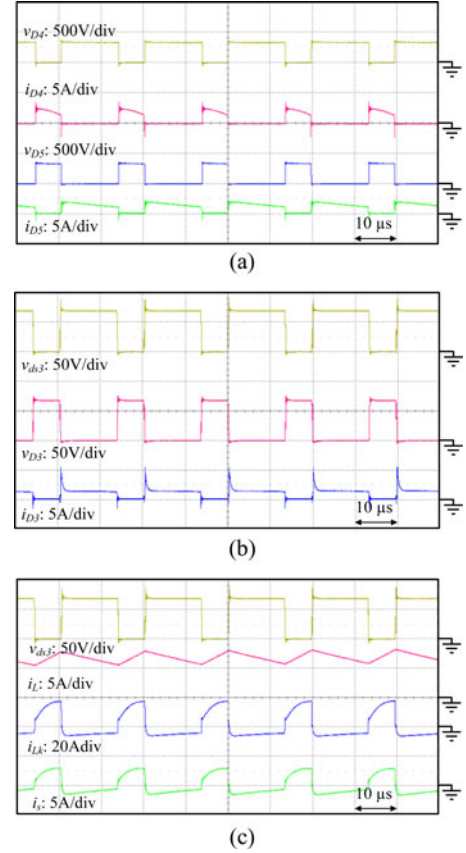 vD4: 500V/div
iD4: 5A/div
vD5: 500V/div
iD5: 5A/div
10 µs
(a)
vds3: 50V/div
vD3: 50V/div
iD3: 5A/div
10 µs
(b)
vds3: 50V/div
iL: 5A/div
iLk: 20Adiv
is: 5A/div
10 µs
(c)